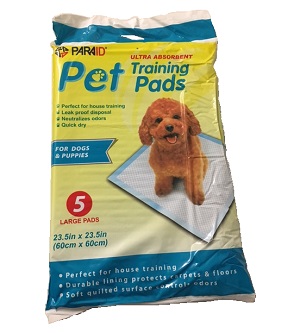 PARAID®
ULTRA ABSORBENT
Pet Training Pads
• Perfect for house training
• Leak proof disposal
• Neutralizes odors
• Quick dry
FOR DOGS
& PUPPIES
5
LARGE PADS
23.5in x 23.5in
(60cm x 60cm)
• Perfect for house training
• Durable lining protects carpets & floors
• Soft quilted surface controls odors